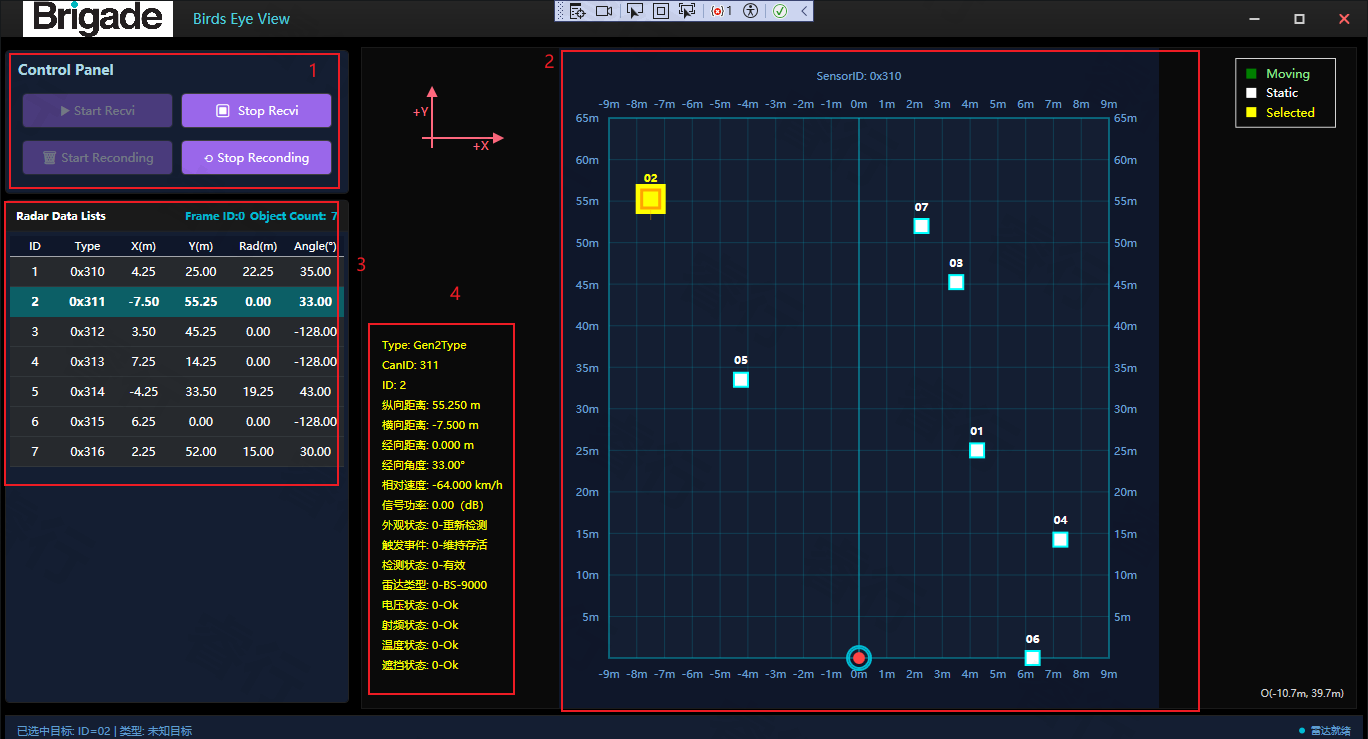 Brigade
Birds Eye View
1
Control Panel
1
Start Recvi
Stop Recvi
Start Reconding
Stop Reconding
Radar Data Lists Frame ID:0 Object Count: 7
ID Type X(m) Y(m) Rad(m) Angle(°)
1 0x310 4.25 25.00 22.25 35.00
2 0x311 -7.50 55.25 0.00 33.00
3 0x312 3.50 45.25 0.00 -128.00
4 0x313 7.25 14.25 0.00 -128.00
5 0x314 -4.25 33.50 19.25 43.00
6 0x315 6.25 0.00 0.00 -128.00
7 0x316 2.25 52.00 15.00 30.00
3
+Y
+X
4
Type: Gen2Type
CanID: 311
ID: 2
纵向距离: 55.250 m
横向距离: -7.500 m
经向距离: 0.000 m
经向角度: 33.00°
相对速度: -64.000 km/h
信号功率: 0.00（dB）
外观状态: 0-重新检测
触发事件: 0-维持存活
检测状态: 0-有效
雷达类型: 0-BS-9000
电压状态: 0-Ok
射频状态: 0-Ok
温度状态: 0-Ok
遮挡状态: 0-Ok
2
SensorID: 0x310
-9m -8m -7m -6m -5m -4m -3m -2m -1m 0m 1m 2m 3m 4m 5m 6m 7m 8m 9m
65m 65m
60m 60m
02
55m 55m
07
50m 50m
03
45m 45m
40m 40m
05
35m 35m
30m 30m
01
25m 25m
20m 20m
04
15m 15m
10m 10m
5m 5m
06
-9m -8m -7m -6m -5m -4m -3m -2m -1m 0m 1m 2m 3m 4m 5m 6m 7m 8m 9m
Moving
Static
Selected
O(-10.7m, 39.7m)
已选中目标: ID=02 | 类型: 未知目标
雷达就绪